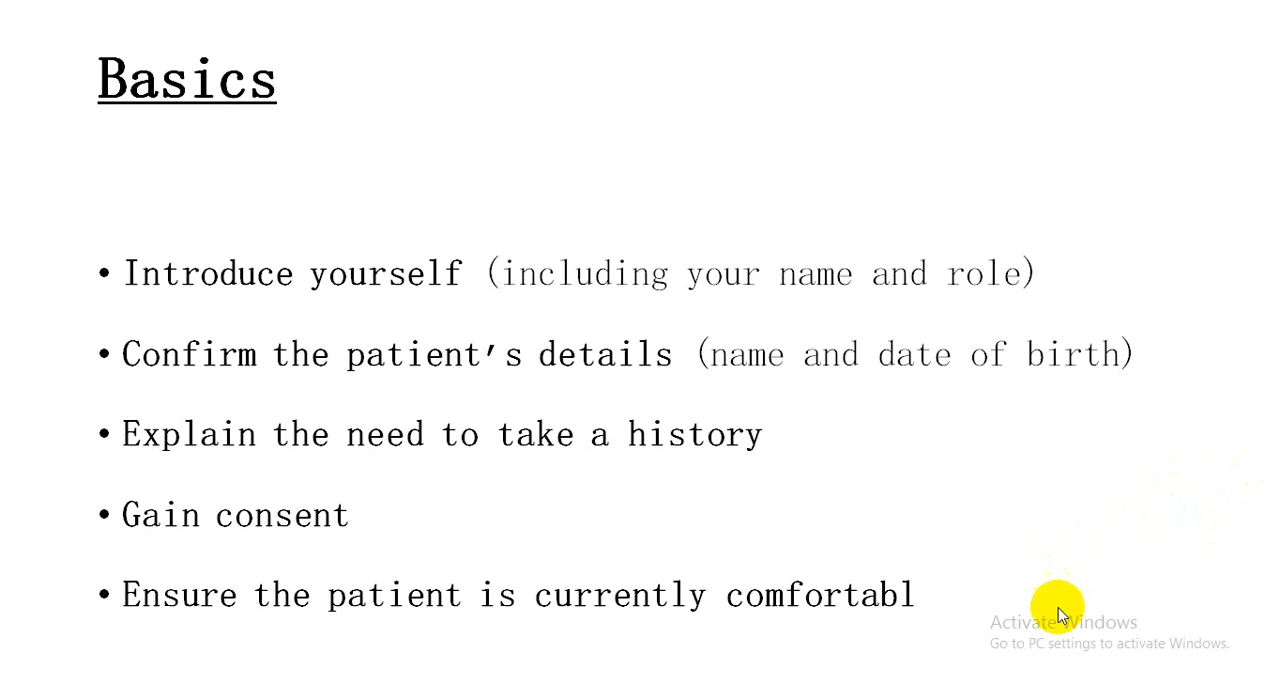 Basics
• Introduce yourself (including your name and role)
• Confirm the patient's details (name and date of birth)
• Explain the need to take a history
• Gain consent
• Ensure the patient is currently comfortabl
Activate Windows
Go to PC settings to activate Windows.